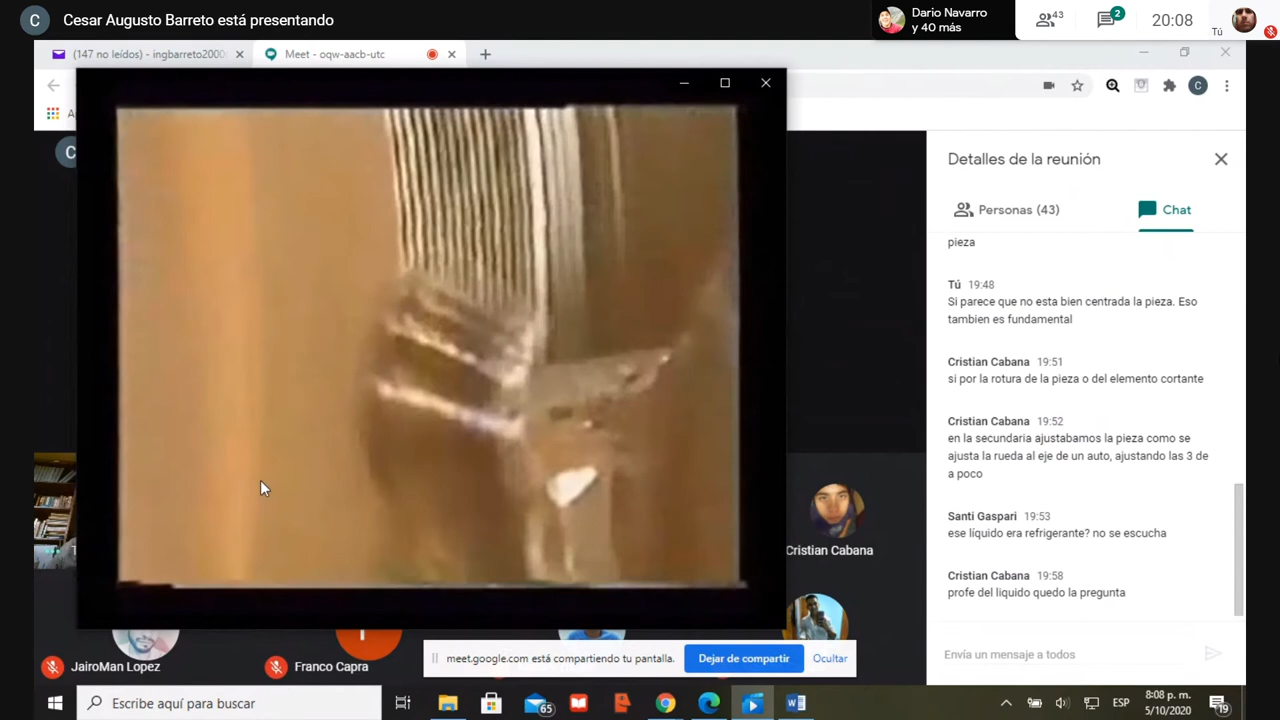 C Cesar Augusto Barreto está presentando
Dario Navarro
y 40 más
43
2
20:08
Tú
(147 no leídos) - ingbarreto2000
Meet - oqw-aacb-utc
C
C
Detalles de la reunión
Personas (43)
Chat
pieza
Tú 19:48
Si parece que no esta bien centrada la pieza. Eso
tambien es fundamental
Cristian Cabana 19:51
si por la rotura de la pieza o del elemento cortante
Cristian Cabana 19:52
en la secundaria ajustabamos la pieza como se
ajusta la rueda al eje de un auto, ajustando las 3 de
a poco
Santi Gaspari 19:53
ese líquido era refrigerante? no se escucha
Cristian Cabana 19:58
profe del liquido quedo la pregunta
Envía un mensaje a todos
Cristian Cabana
JairoMan Lopez
Franco Capra
meet.google.com está compartiendo tu pantalla.
Dejar de compartir
Ocultar
Escribe aquí para buscar
65
ESP
8:08 p. m.
5/10/2020
19